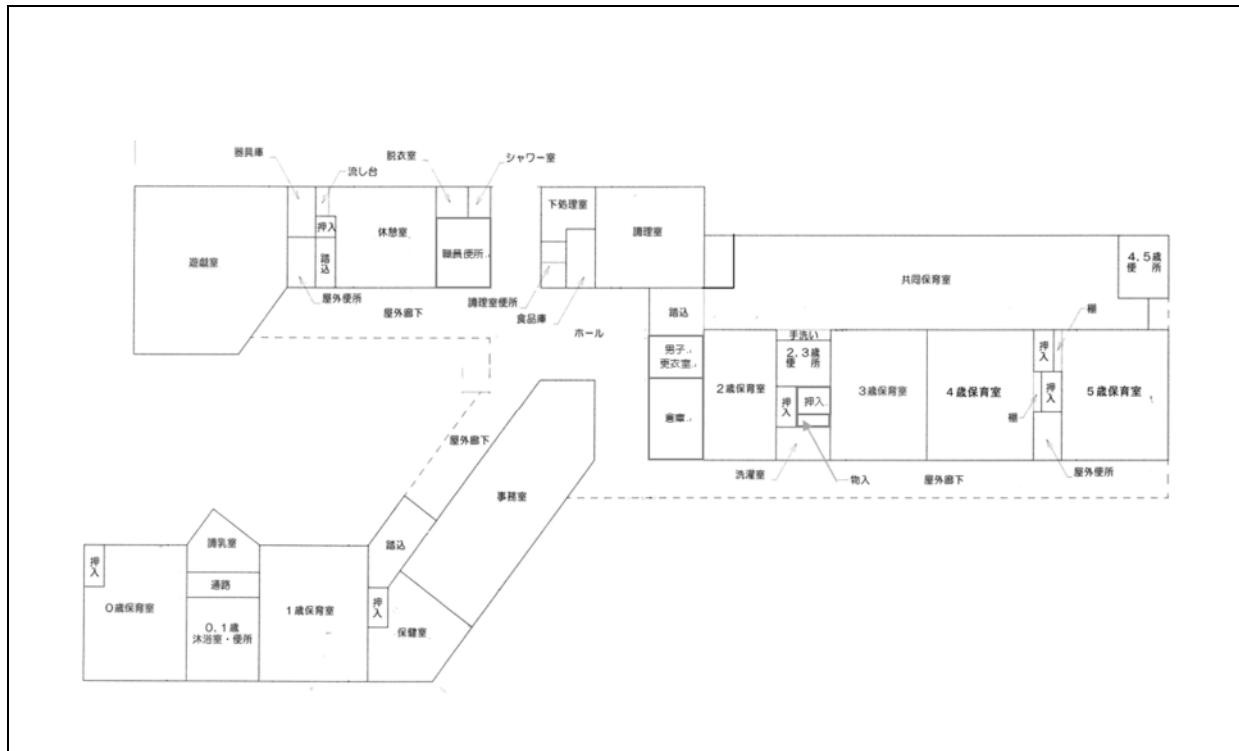 器具庫
脱衣室
シャワー室
流し台
下処理室
押入
休憩室
調理室
職員便所
踏込
遊戯室
4,5歳
便　所
共同保育室
屋外便所
調理室便所
屋外廊下
食品庫
踏込
棚
ホール
手洗い
男子
更衣室
2,3歳
便　所
押入
2歳保育室
3歳保育室
4歳保育室
押入
5歳保育室
押入
押入
倉庫
棚
屋外廊下
洗濯室
物入
屋外廊下
屋外便所
事務室
調乳室
踏込
押入
通路
0歳保育室
1歳保育室
押入
0,1歳
沐浴室・便所
保健室